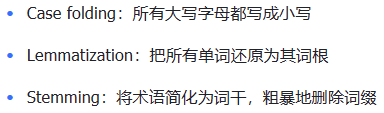 Case folding：所有大写字母都写成小写
Lemmatization：把所有单词还原为其词根
Stemming：将术语简化为词干，粗暴地删除词缀